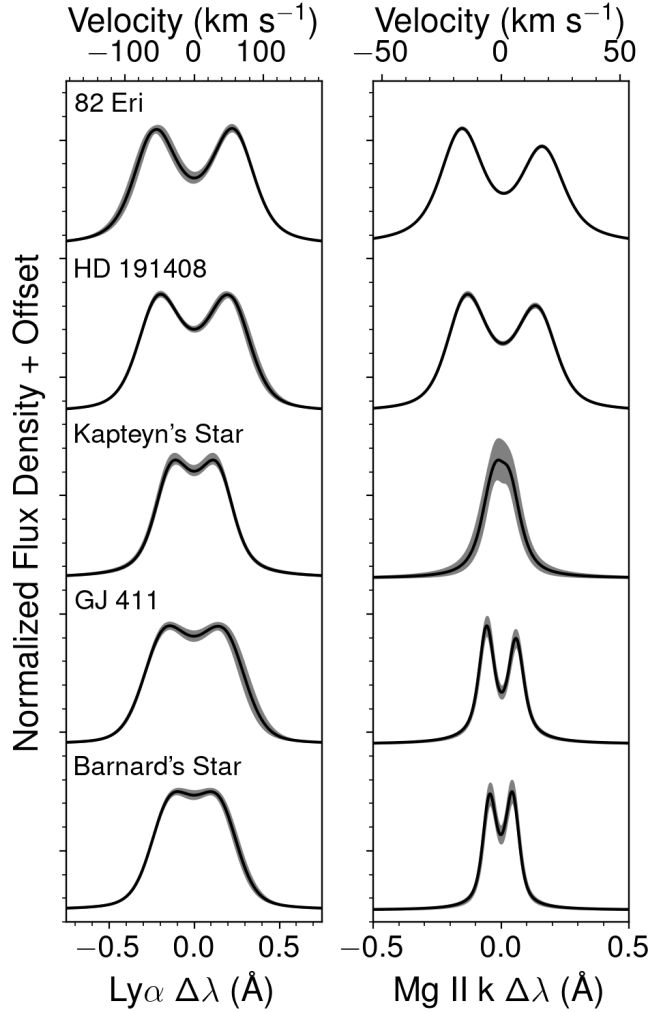 Velocity (km s⁻¹) Velocity (km s⁻¹)
−100 0 100 −50 0 50
82 Eri
HD 191408
Kapteyn's Star
GJ 411
Barnard's Star
Normalized Flux Density + Offset
−0.5 0.0 0.5 −0.5 0.0 0.5
Lyα Δλ (Å) Mg II k Δλ (Å)